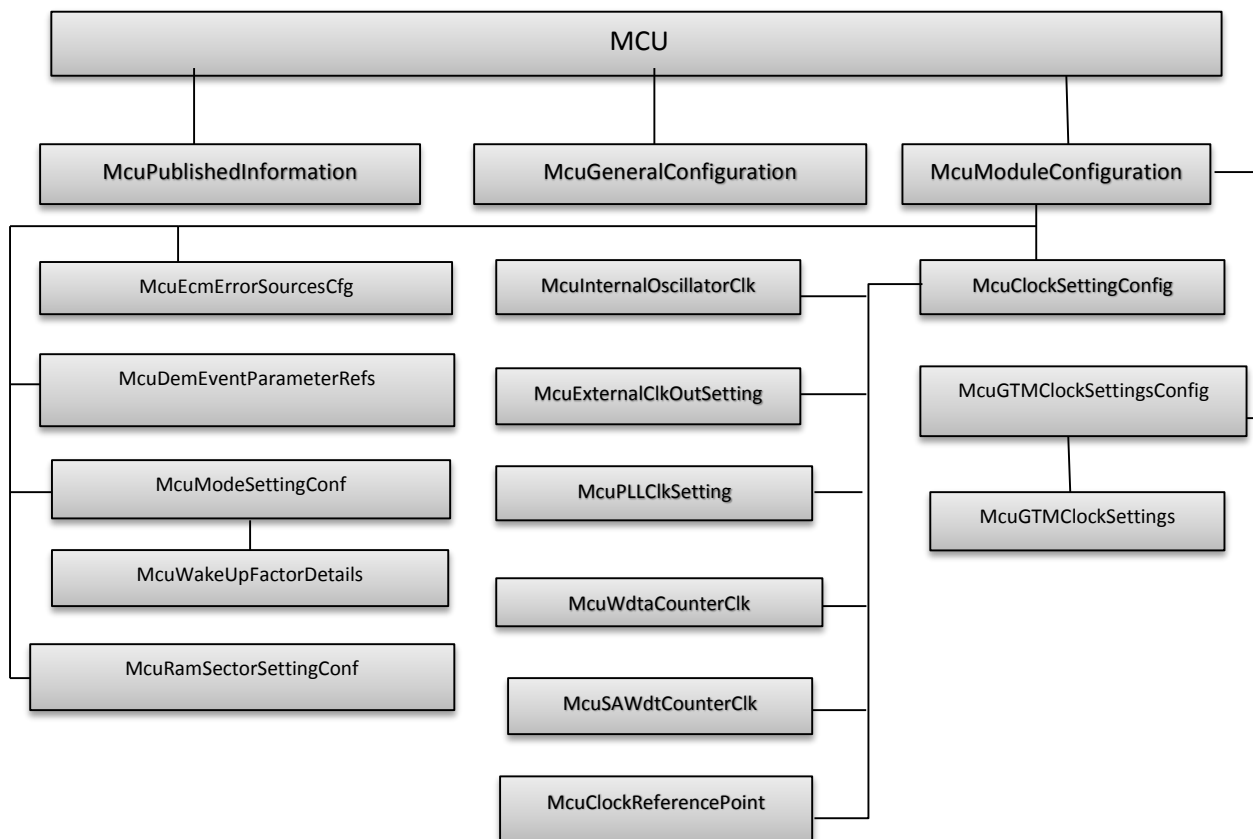 MCU
McuPublishedInformation
McuGeneralConfiguration
McuModuleConfiguration
McuEcmErrorSourcesCfg
McuInternalOscillatorClk
McuClockSettingConfig
McuDemEventParameterRefs
McuExternalClkOutSetting
McuGTMClockSettingsConfig
McuModeSettingConf
McuPLLClkSetting
McuGTMClockSettings
McuWakeUpFactorDetails
McuWdtaCounterClk
McuRamSectorSettingConf
McuSAWdtCounterClk
McuClockReferencePoint